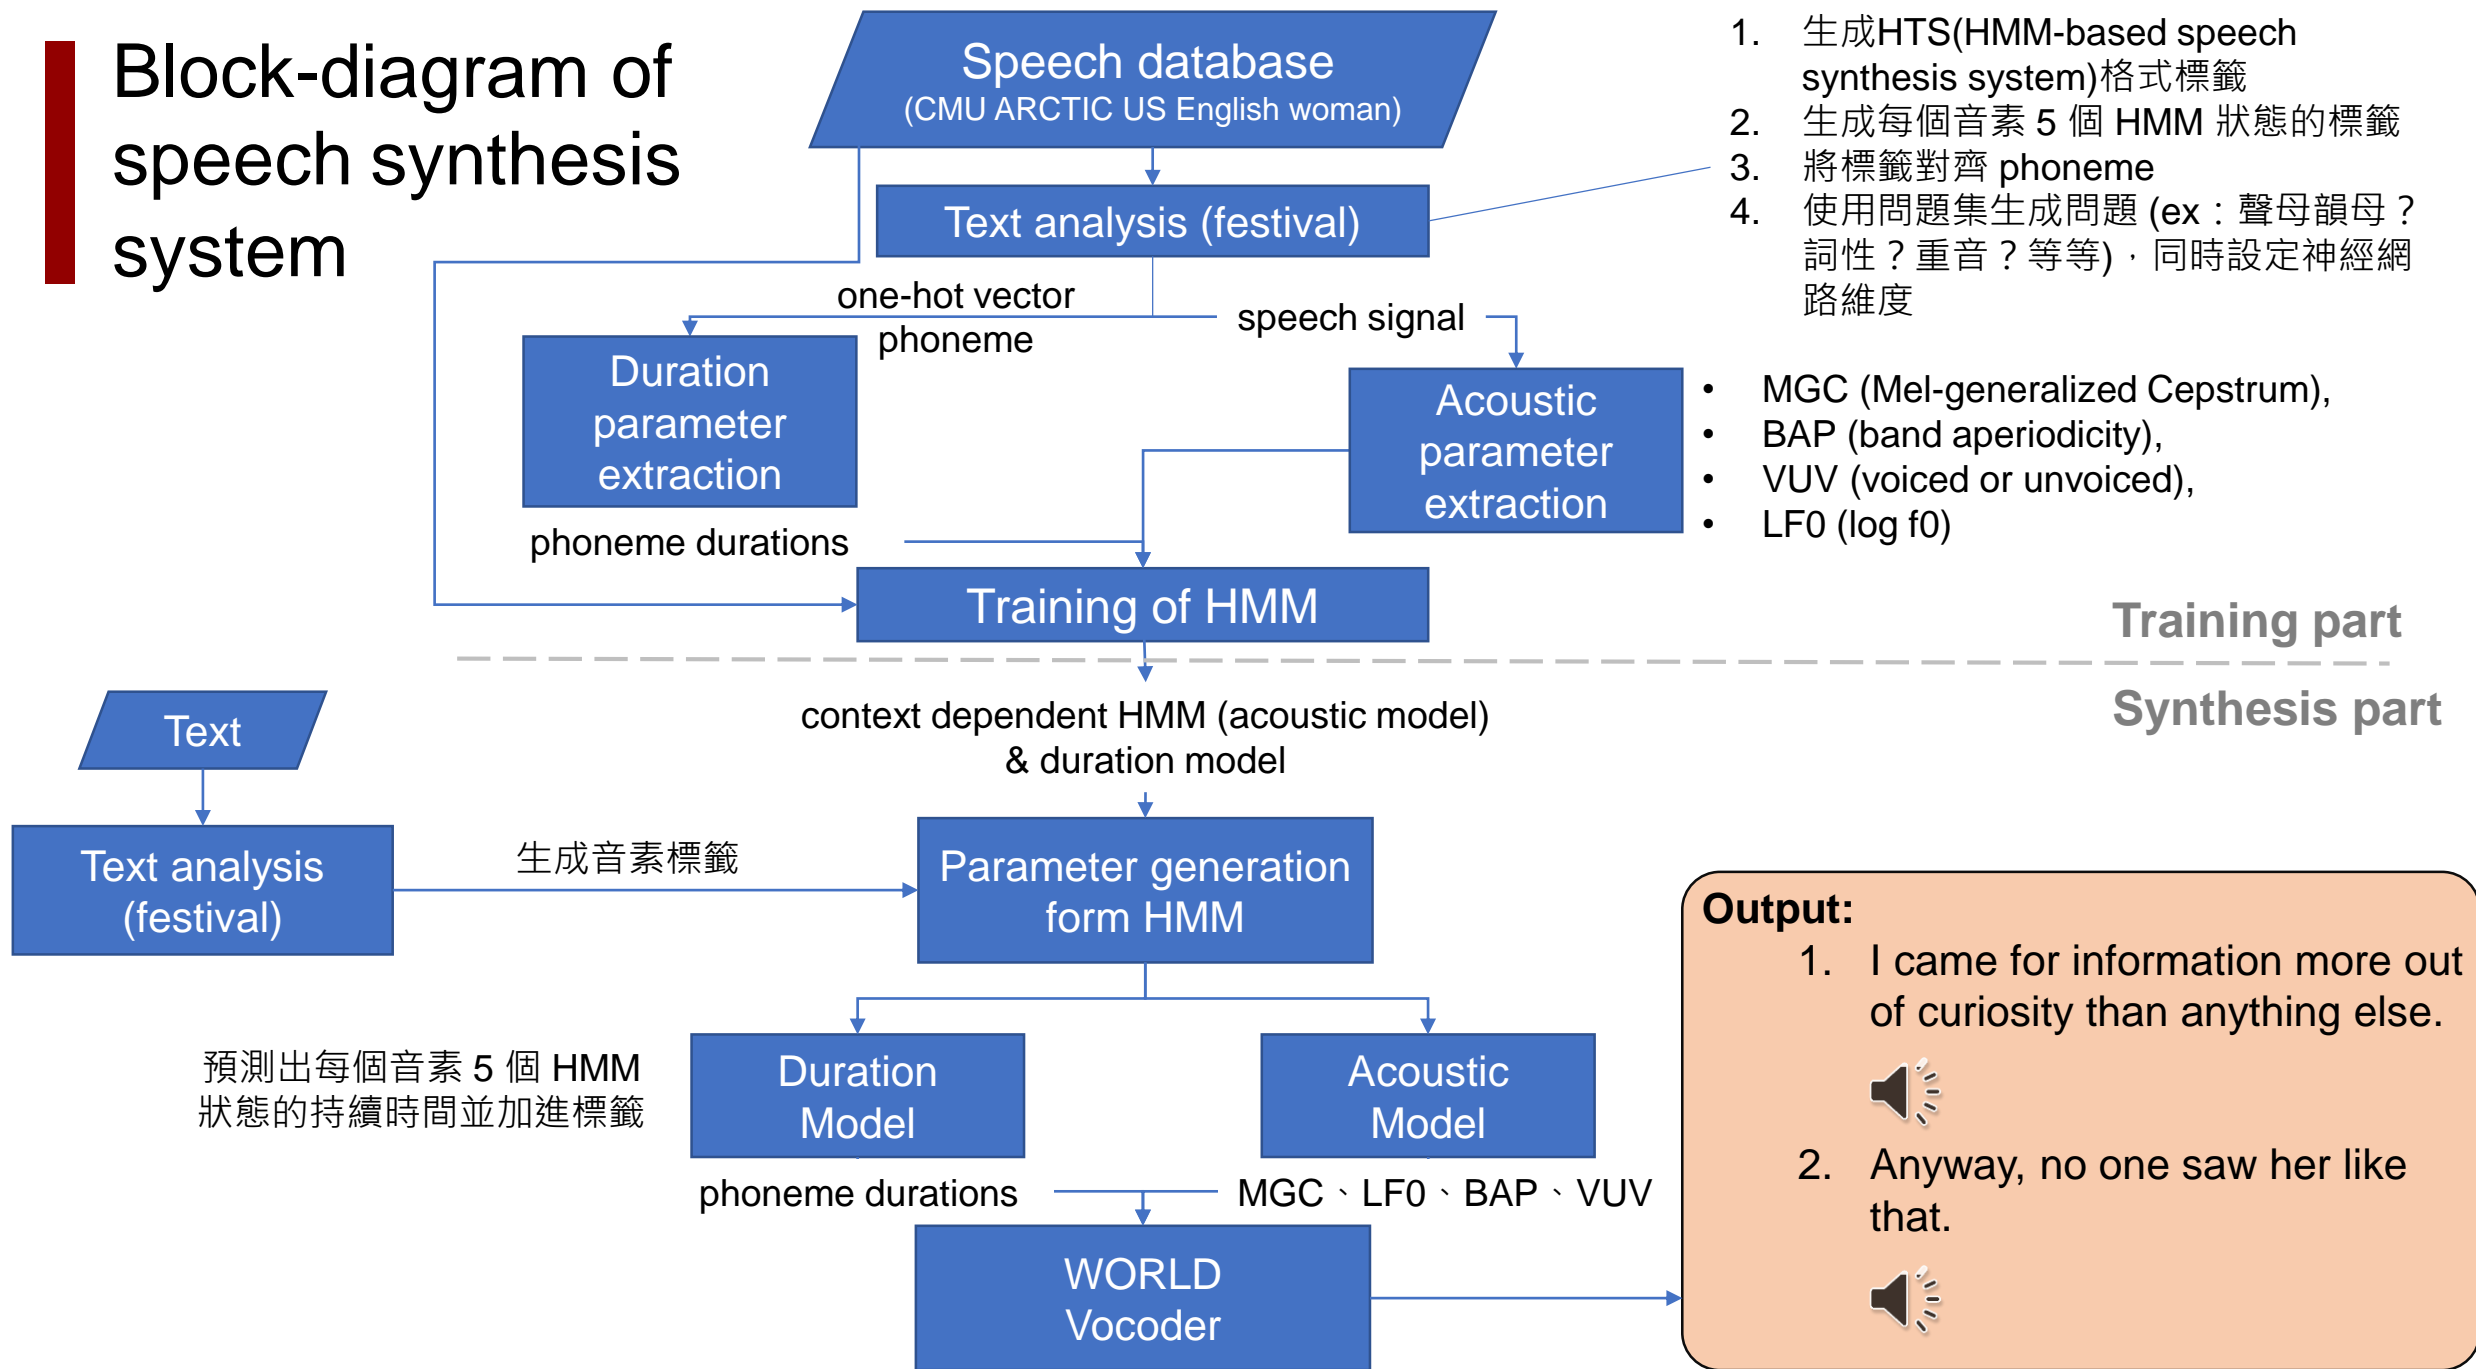 Block-diagram of
speech synthesis
system
Speech database
(CMU ARCTIC US English woman)
Text analysis (festival)
1. 生成HTS(HMM-based speech
synthesis system)格式標籤
2. 生成每個音素 5 個 HMM 狀態的標籤
3. 將標籤對齊 phoneme
4. 使用問題集生成問題 (ex：聲母韻母？
詞性？重音？等等)，同時設定神經網
路維度
one-hot vector
phoneme
speech signal
Duration
parameter
extraction
Acoustic
parameter
extraction
• MGC (Mel-generalized Cepstrum),
• BAP (band aperiodicity),
• VUV (voiced or unvoiced),
• LF0 (log f0)
phoneme durations
Training of HMM
Training part
Synthesis part
context dependent HMM (acoustic model)
& duration model
Text
Text analysis
(festival)
生成音素標籤
Parameter generation
form HMM
預測出每個音素 5 個 HMM
狀態的持續時間並加進標籤
Duration
Model
Acoustic
Model
phoneme durations
MGC、LF0、BAP、VUV
WORLD
Vocoder
Output:
1. I came for information more out
of curiosity than anything else.
2. Anyway, no one saw her like
that.